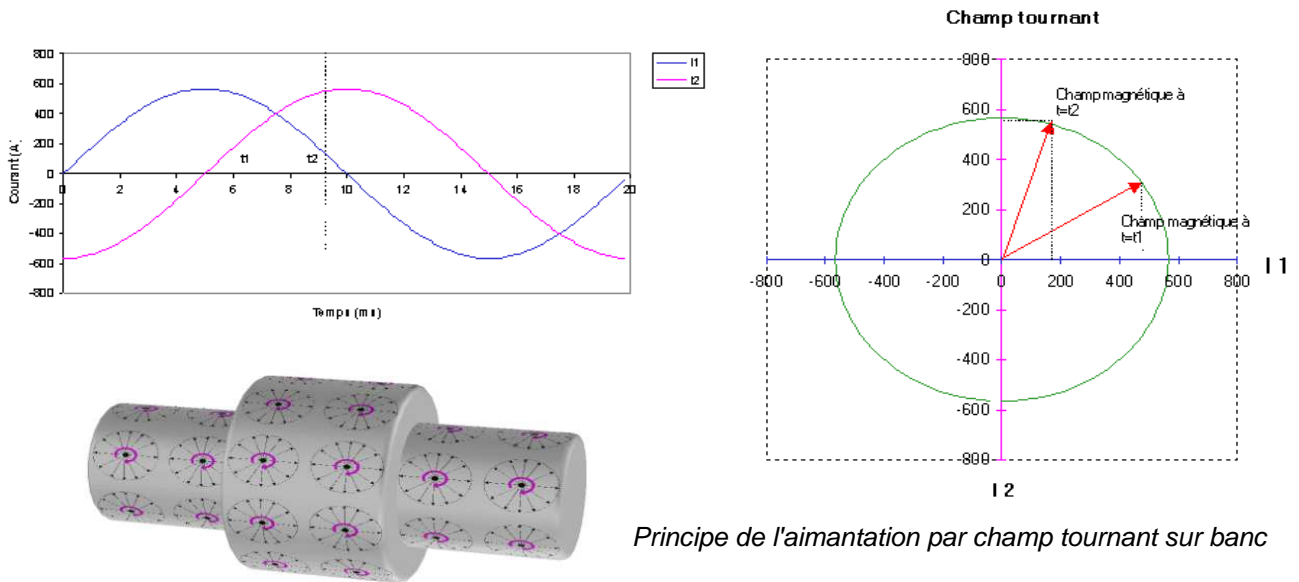 Champ tournant
800
600
400
200
0
-200
-400
-600
-800
Courant (A)
0 2 4 6 8 10 12 14 16 18 20
t1 t2
Temps (ms)
I1
I2
800
600
400
200
0
-200
-400
-600
-800
-800 -600 -400 -200 0 200 400 600 800
Champ magnétique à
t=t2
Champ magnétique à
t=t1
I 1
I 2
Principe de l'aimantation par champ tournant sur banc